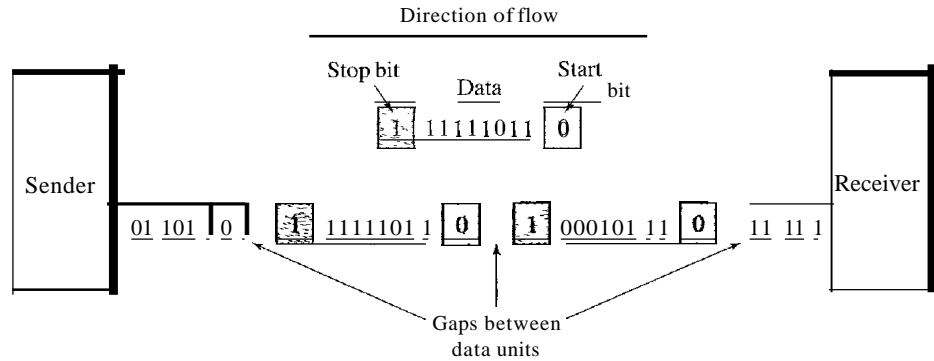 Direction of flow
Stop bit
Data
Start
bit
1 11111011 0
Sender
Receiver
01 101 0 1 1111101 1 0 1 000101 11 0 11 11 1
Gaps between
data units